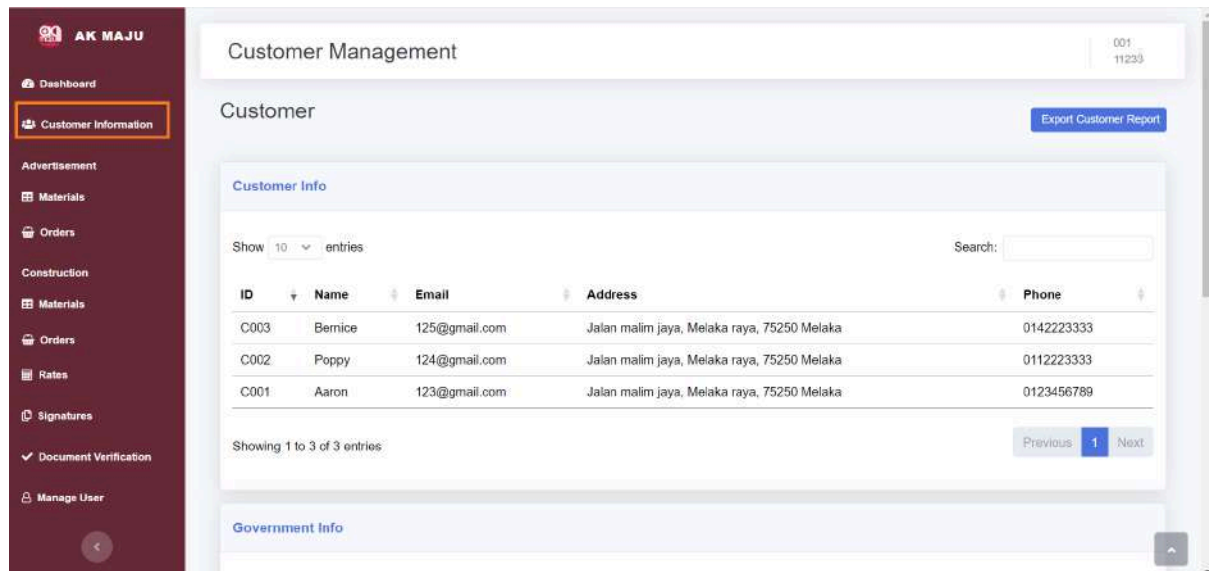 AK MAJU
Dashboard
Customer Information
Advertisement
Materials
Orders
Construction
Materials
Orders
Rates
Signatures
Document Verification
Manage User
Customer Management
001
11233
Customer
Export Customer Report
Customer Info
Show 10 entries
Search:
ID Name Email Address Phone
C003 Bernice 125@gmail.com Jalan malim jaya, Melaka raya, 75250 Melaka 0142223333
C002 Poppy 124@gmail.com Jalan malim jaya, Melaka raya, 75250 Melaka 0112223333
C001 Aaron 123@gmail.com Jalan malim jaya, Melaka raya, 75250 Melaka 0123456789
Showing 1 to 3 of 3 entries
Previous 1 Next
Government Info